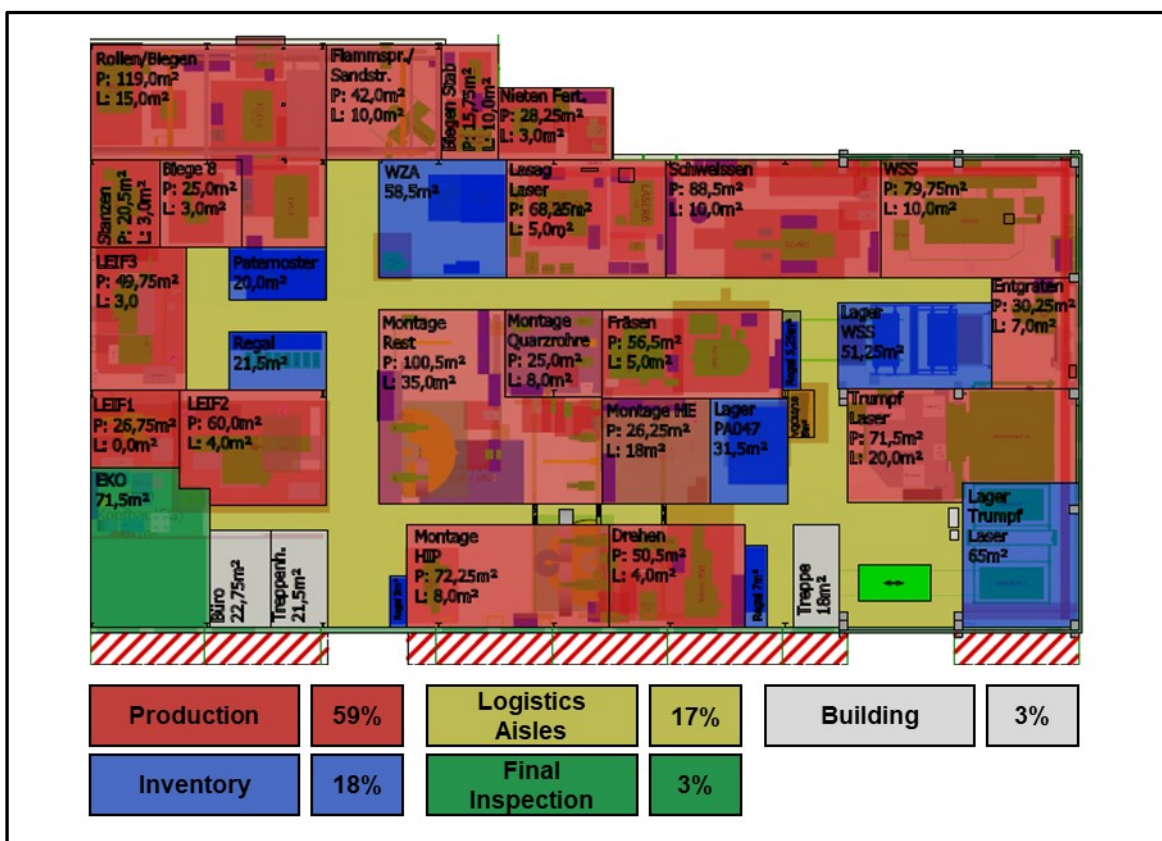 Rollen/Biegen
P: 119,0m²
L: 15,0m²
Flammspr./
Sandstr.
P: 42,0m²
L: 10,0m²
Biegen Stab
P: 15,75m²
L: 10,0m²
Nieten Fert.
P: 28,25m²
L: 3,0m²
Stanzen
P: 20,5m²
L: 3,0m²
Biege 8
P: 25,0m²
L: 3,0m²
WZA
58,5m²
Lasag
Laser
P: 68,25m²
L: 5,0m²
Schweissen
P: 88,5m²
L: 10,0m²
WSS
P: 79,75m²
L: 10,0m²
LEIF3
P: 49,75m²
L: 3,0
Paternoster
20,0m²
Regal
21,5m²
Montage
Rest
P: 100,5m²
L: 35,0m²
Montage
Quarzrohre
P: 25,0m²
L: 8,0m²
Fräsen
P: 56,5m²
L: 5,0m²
Regal 5,25m²
Lager
WSS
51,25m²
Entgraten
P: 30,25m²
L: 7,0m²
LEIF1
P: 26,75m²
L: 0,0m²
LEIF2
P: 60,0m²
L: 4,0m²
Montage HE
P: 26,25m²
L: 18m²
Lager
PA047
31,5m²
Trumpf
Laser
P: 71,5m²
L: 20,0m²
EKO
71,5m²
Büro
22,75m²
Treppenh.
21,5m²
Montage
HIP
P: 72,25m²
L: 8,0m²
Drehen
P: 50,5m²
L: 4,0m²
Regal 7m²
Treppe
18m²
Lager
Trumpf
Laser
65m²
Production 59%
Logistics
Aisles 17%
Building 3%
Inventory 18%
Final
Inspection 3%